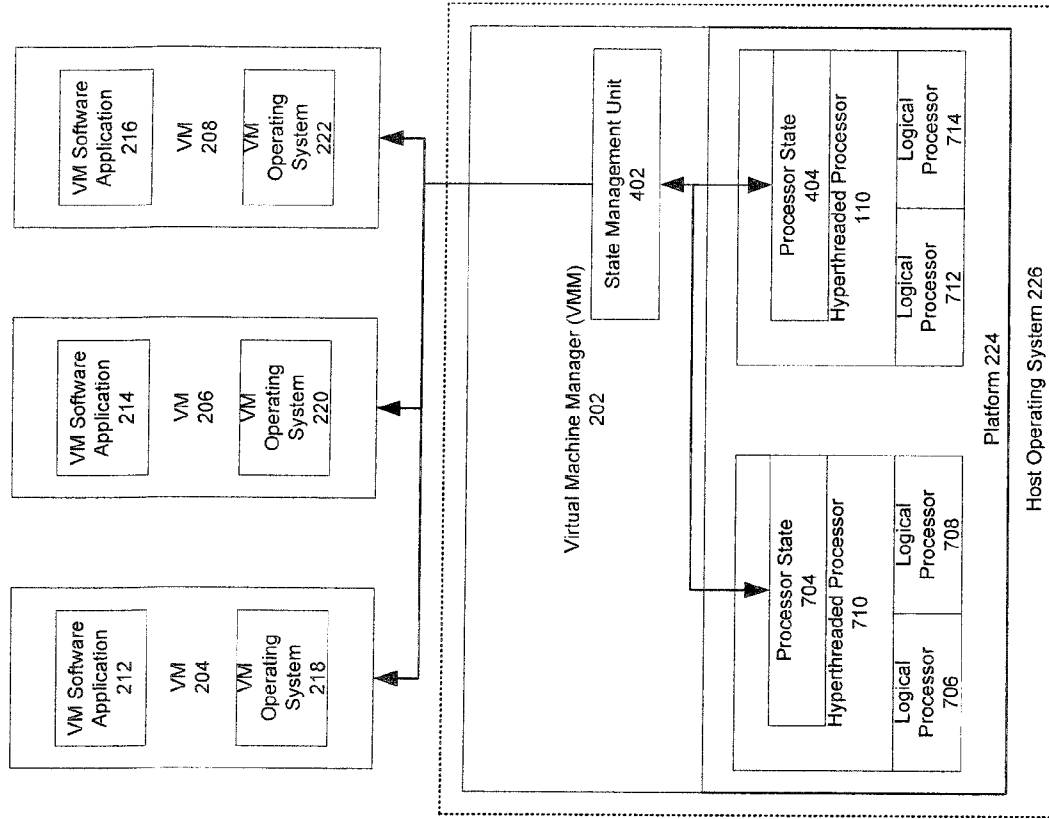 VM Software
Application
212
VM
204
VM
Operating
System
218
VM Software
Application
214
VM
206
VM
Operating
System
220
VM Software
Application
216
VM
208
VM
Operating
System
222
Virtual Machine Manager (VMM)
202
State Management Unit
402
Processor State
704
Hyperthreaded Processor
710
Logical
Processor
706
Logical
Processor
708
Processor State
404
Hyperthreaded Processor
110
Logical
Processor
712
Logical
Processor
714
Platform 224
Host Operating System 226